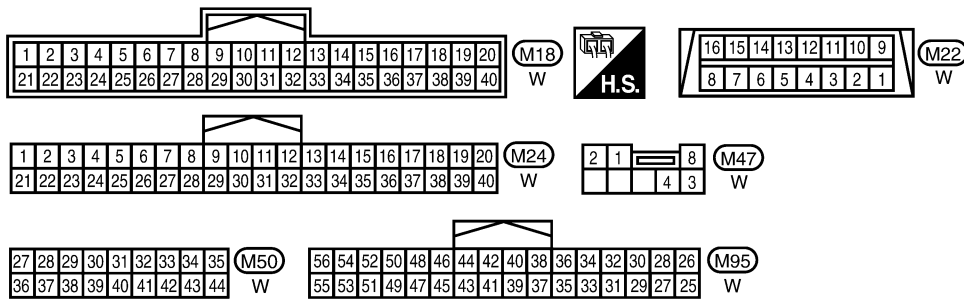 1 2 3 4 5 6 7 8 9 10 11 12 13 14 15 16 17 18 19 20
21 22 23 24 25 26 27 28 29 30 31 32 33 34 35 36 37 38 39 40
M18
W
H.S.
16 15 14 13 12 11 10 9
8 7 6 5 4 3 2 1
M22
W
1 2 3 4 5 6 7 8 9 10 11 12 13 14 15 16 17 18 19 20
21 22 23 24 25 26 27 28 29 30 31 32 33 34 35 36 37 38 39 40
M24
W
2 1 8
4 3
M47
W
27 28 29 30 31 32 33 34 35
36 37 38 39 40 41 42 43 44
M50
W
56 54 52 50 48 46 44 42 40 38 36 34 32 30 28 26
55 53 51 49 47 45 43 41 39 37 35 33 31 29 27 25
M95
W